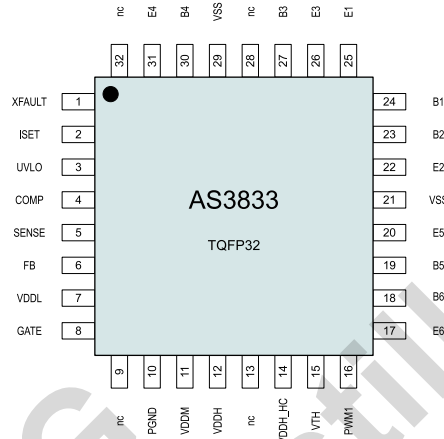 nc E4 B4 VSS nc B3 E3 E1
32 31 30 29 28 27 26 25
XFAULT 1 24 B1
ISET 2 23 B2
UVLO 3 22 E2
COMP 4 AS3833 21 VSS
SENSE 5 20 E5
TQFP32
FB 6 19 B5
VDDL 7 18 B6
GATE 8 17 E6
9 10 11 12 13 14 15 16
nc PGND VDDM VDDH nc VDDH_HC VTH PWM1